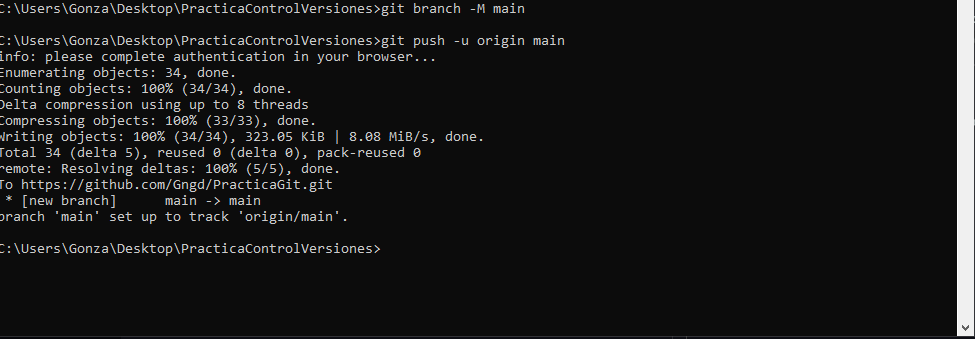 C:\Users\Gonza\Desktop\PracticaControlVersiones>git branch -M main
C:\Users\Gonza\Desktop\PracticaControlVersiones>git push -u origin main
info: please complete authentication in your browser...
Enumerating objects: 34, done.
Counting objects: 100% (34/34), done.
Delta compression using up to 8 threads
Compressing objects: 100% (33/33), done.
Writing objects: 100% (34/34), 323.05 KiB | 8.08 MiB/s, done.
Total 34 (delta 5), reused 0 (delta 0), pack-reused 0
remote: Resolving deltas: 100% (5/5), done.
To https://github.com/Gngd/PracticaGit.git
 * [new branch]      main -> main
branch 'main' set up to track 'origin/main'.
C:\Users\Gonza\Desktop\PracticaControlVersiones>